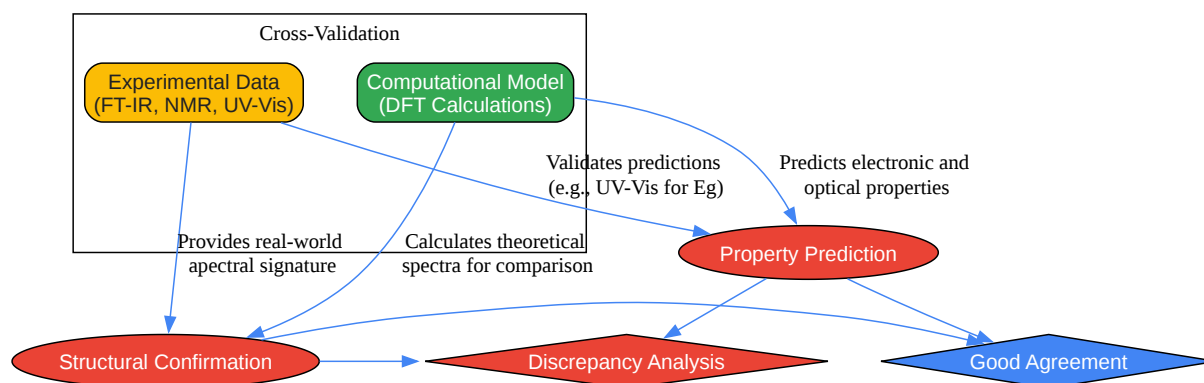 Cross-Validation
Experimental Data
(FT-IR, NMR, UV-Vis)
Computational Model
(DFT Calculations)
Validates predictions
(e.g., UV-Vis for Eg)
Predicts electronic and
optical properties
Provides real-world
apectral signature
Calculates theoretical
spectra for comparison
Property Prediction
Structural Confirmation
Discrepancy Analysis
Good Agreement